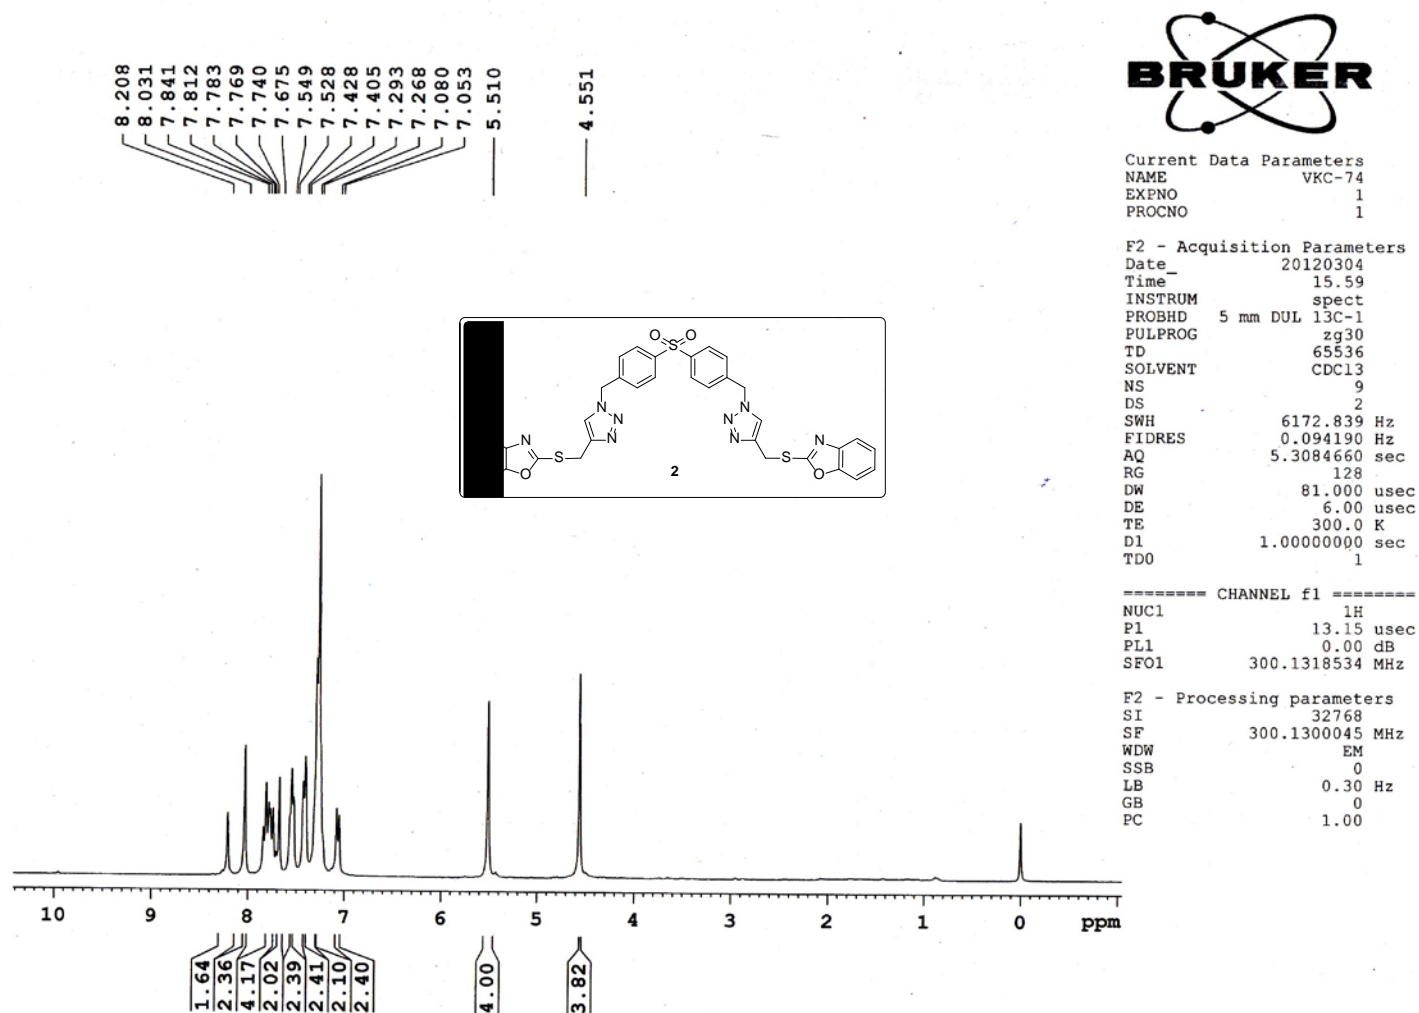 8.208
8.031
7.841
7.812
7.783
7.769
7.740
7.675
7.549
7.528
7.428
7.405
7.293
7.268
7.080
7.053
5.510
4.551
BRUKER
Current Data Parameters
NAME VKC-74
EXPNO 1
PROCNO 1
F2 - Acquisition Parameters
Date_ 20120304
Time 15.59
INSTRUM spect
PROBHD 5 mm DUL 13C-1
PULPROG zg30
TD 65536
SOLVENT CDCl3
NS 9
DS 2
SWH 6172.839 Hz
FIDRES 0.094190 Hz
AQ 5.3084660 sec
RG 128
DW 81.000 usec
DE 6.00 usec
TE 300.0 K
D1 1.00000000 sec
TD0 1
======== CHANNEL f1 ========
NUC1 1H
P1 13.15 usec
PL1 0.00 dB
SFO1 300.1318534 MHz
F2 - Processing parameters
SI 32768
SF 300.1300045 MHz
WDW EM
SSB 0
LB 0.30 Hz
GB 0
PC 1.00
O S O
N N
N N
N N
N S S N
O O
2
10 9 8 7 6 5 4 3 2 1 0 ppm
1.64
2.36
4.17
2.02
2.39
2.41
2.10
2.40
4.00
3.82